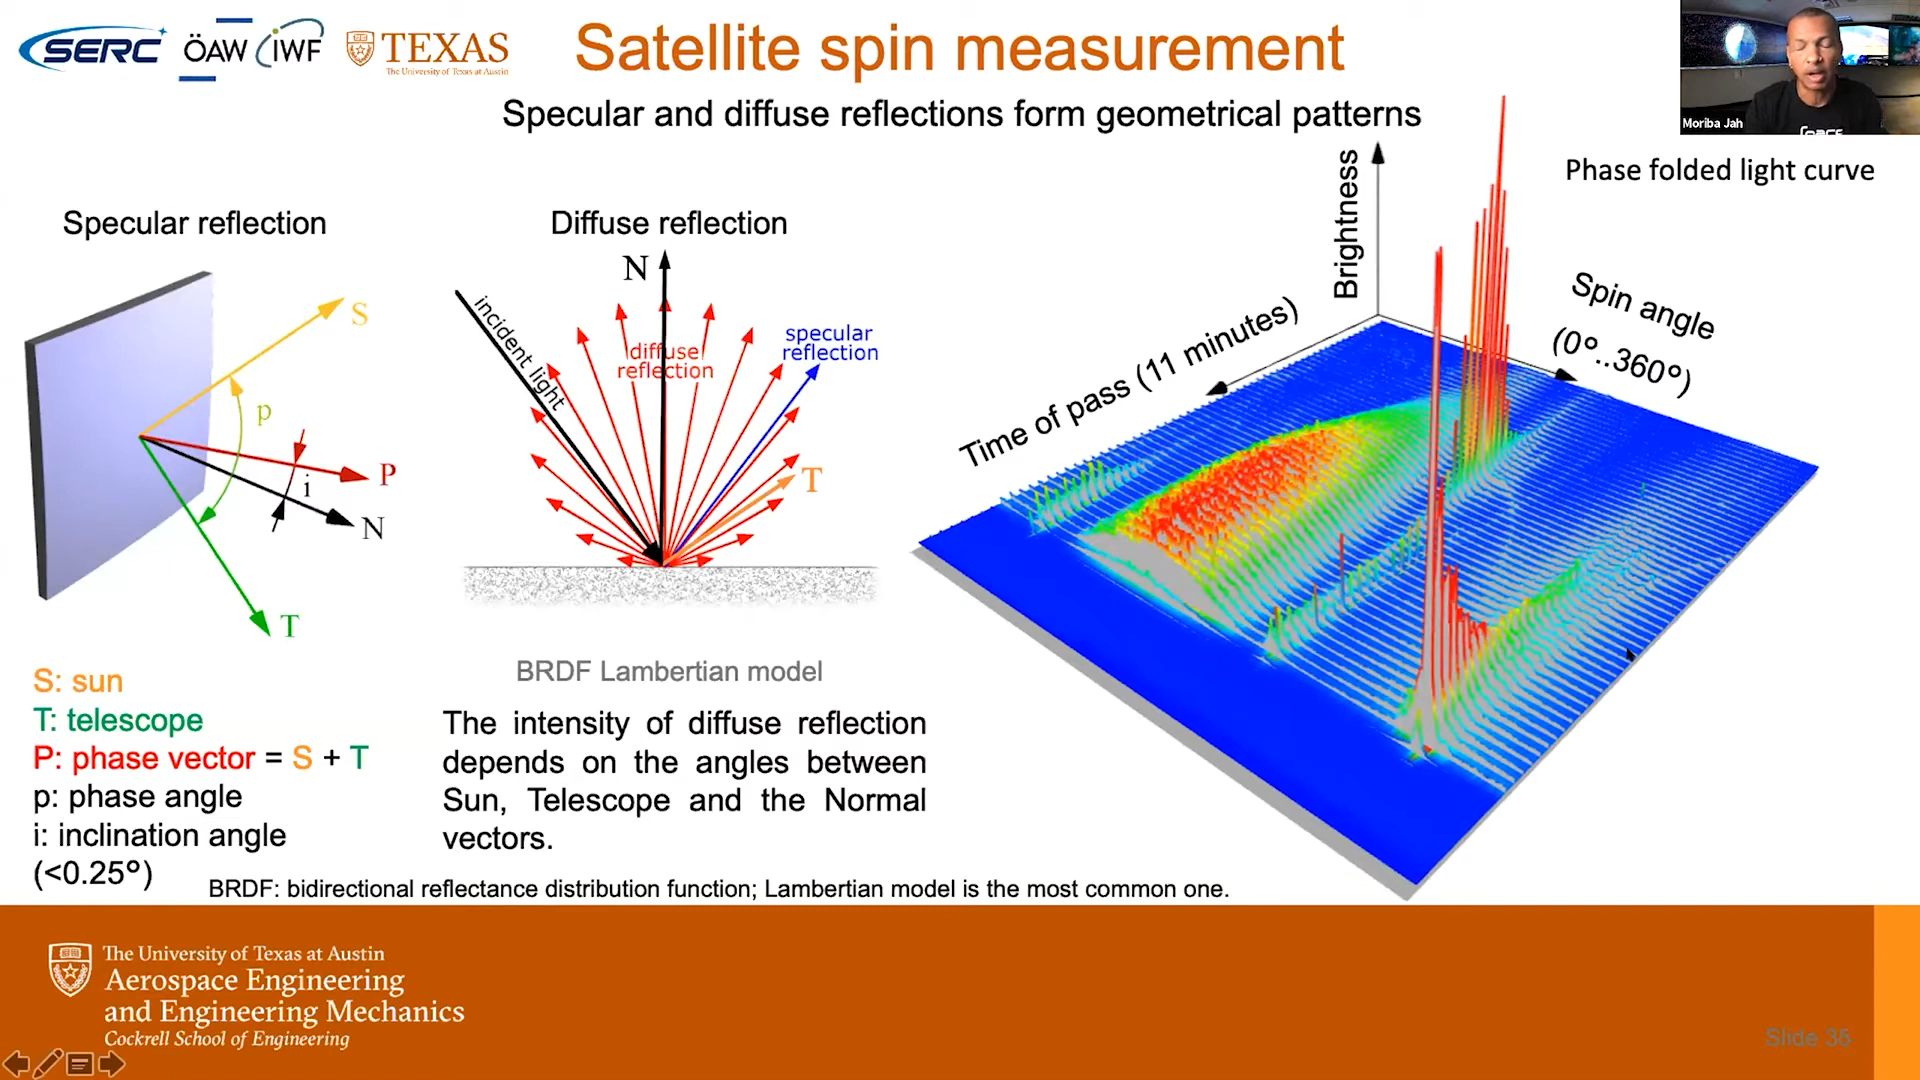 SERC
ÖAW
IWF
TEXAS
The University of Texas at Austin
Satellite spin measurement
Specular and diffuse reflections form geometrical patterns
Moriba Jah
Specular reflection
S
p
P
i
N
T
S: sun
T: telescope
P: phase vector = S + T
p: phase angle
i: inclination angle
(<0.25º)
Diffuse reflection
N
incident light
diffuse
reflection
specular
reflection
T
BRDF Lambertian model
The intensity of diffuse reflection
depends on the angles between
Sun, Telescope and the Normal
vectors.
Phase folded light curve
Brightness
Spin angle
(0º..360º)
Time of pass (11 minutes)
BRDF: bidirectional reflectance distribution function; Lambertian model is the most common one.
The University of Texas at Austin
Aerospace Engineering
and Engineering Mechanics
Cockrell School of Engineering
Slide 35